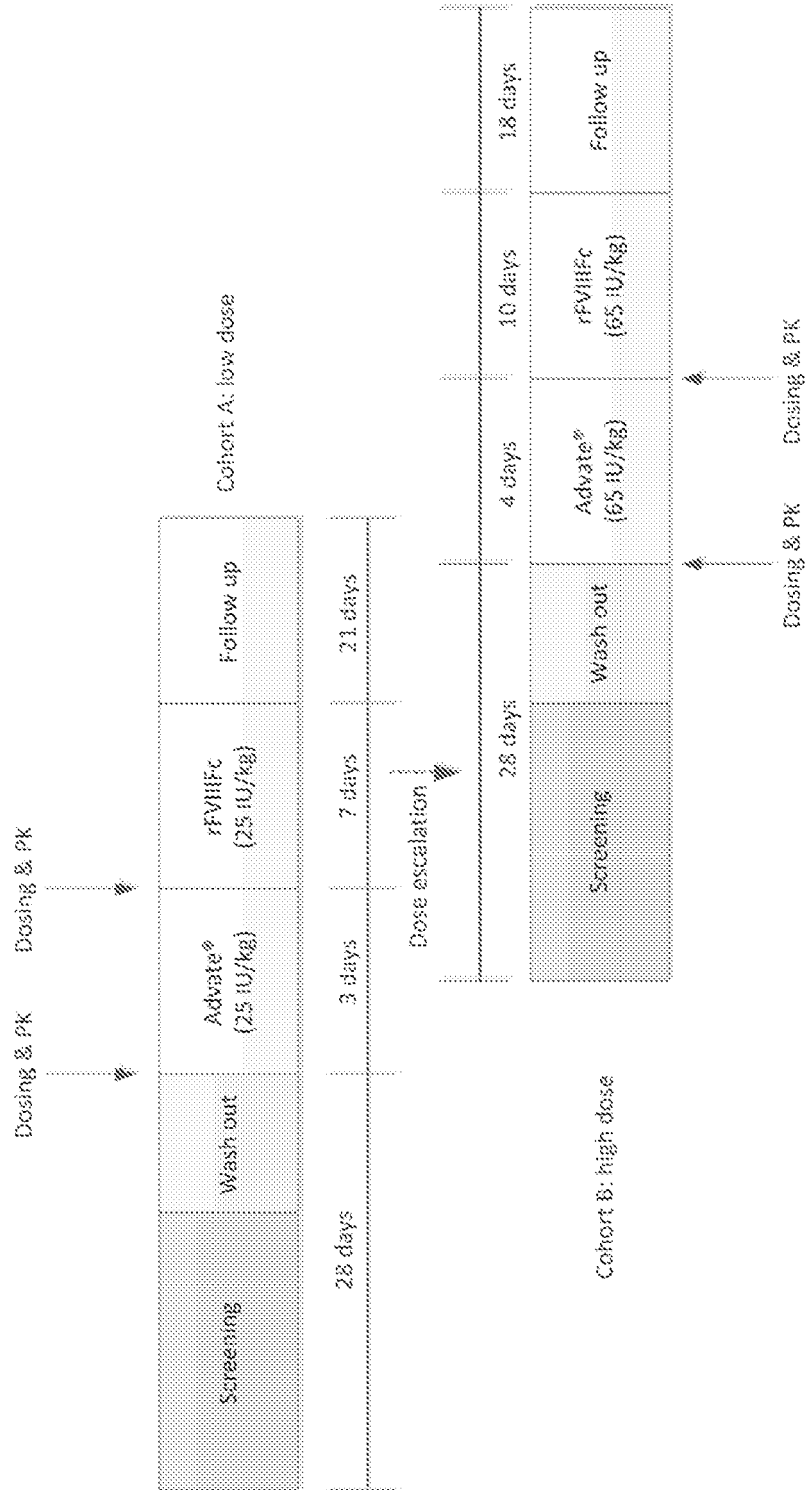 Dosing & PK
Dosing & PK
Screening
Wash out
Advate®
(25 IU/kg)
rFVIIIFc
(25 IU/kg)
Follow up
Cohort A: low dose
28 days
3 days
7 days
21 days
Dose escalation
28 days
4 days
10 days
18 days
Cohort B: high dose
Screening
Wash out
Advate®
(65 IU/kg)
rFVIIIFc
(65 IU/kg)
Follow up
Dosing & PK
Dosing & PK